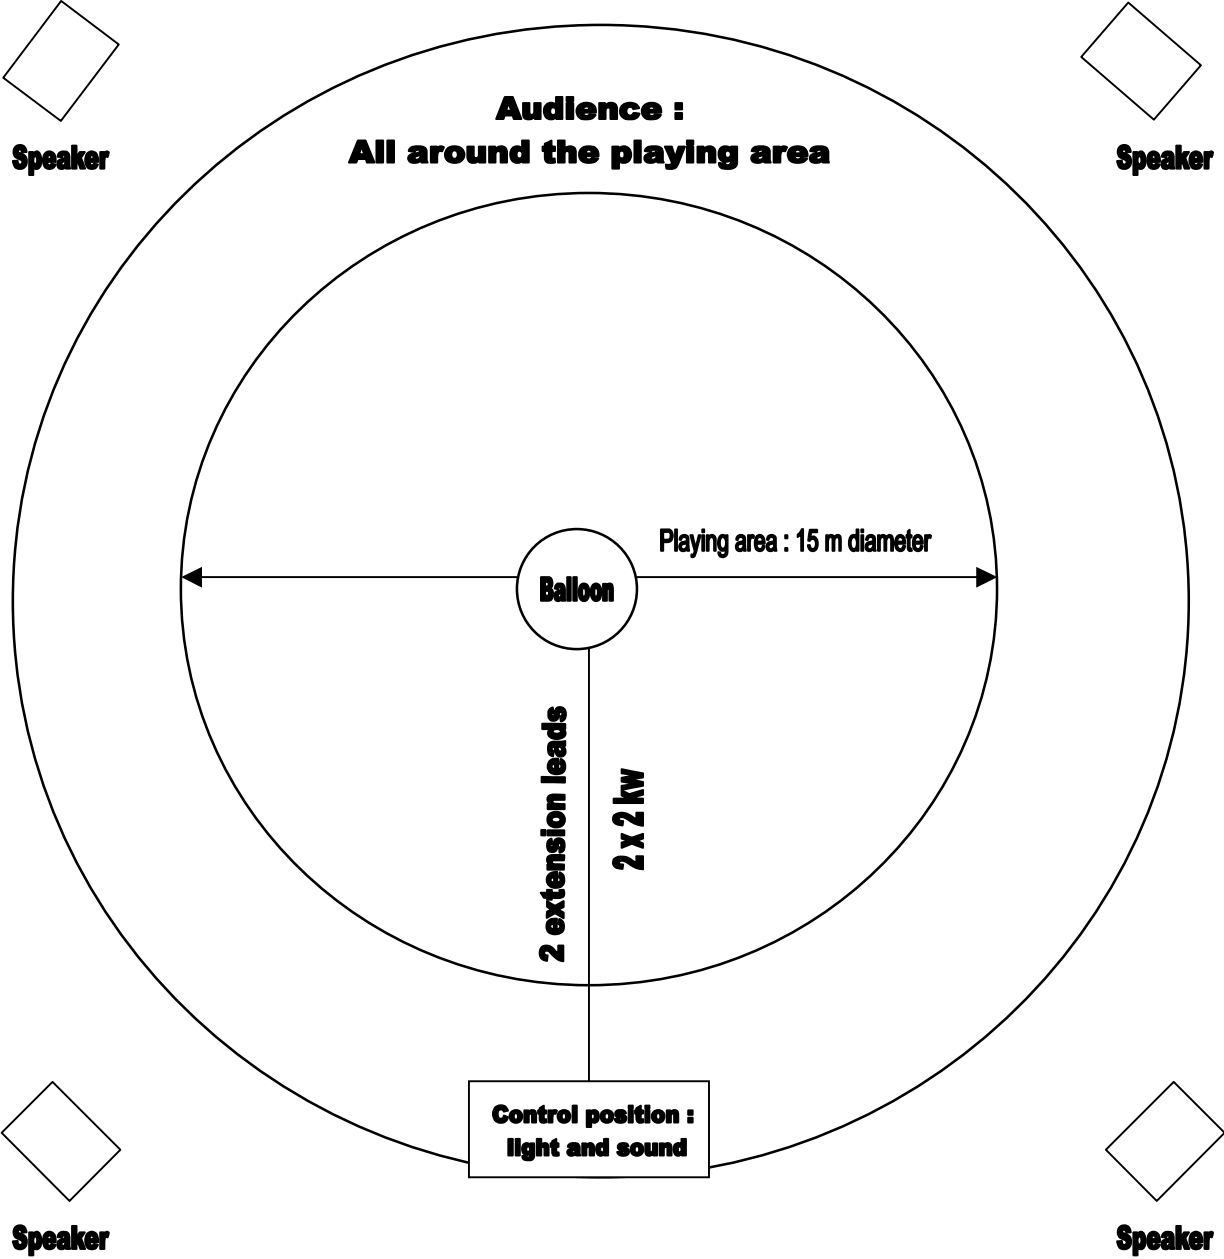 Audience :
All around the playing area
Speaker
Speaker
Playing area : 15 m diameter
Balloon
2 extension leads
2 x 2 kw
Control position :
light and sound
Speaker
Speaker